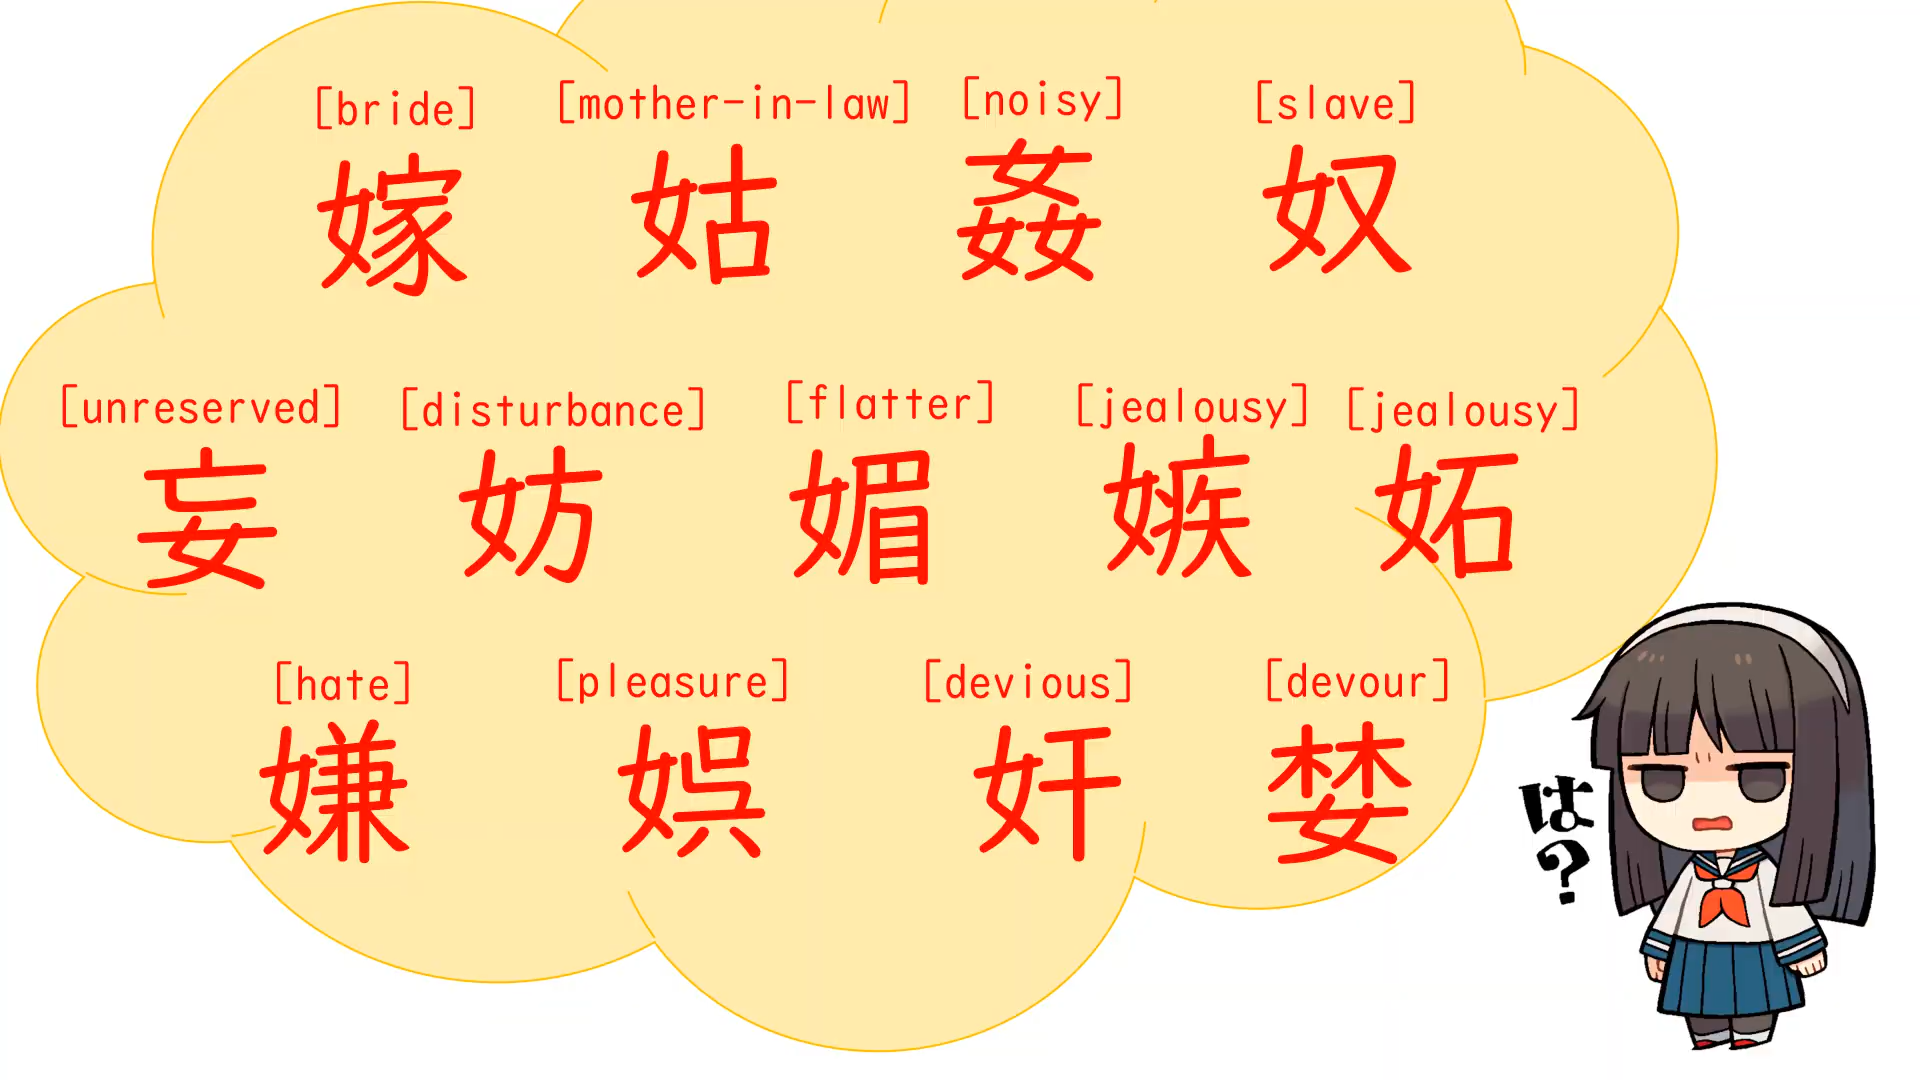 [bride] [mother-in-law] [noisy] [slave]
嫁 姑 姦 奴
[unreserved] [disturbance] [flatter] [jealousy] [jealousy]
妄 妨 媚 嫉 妬
[hate] [pleasure] [devious] [devour]
嫌 娯 奸 婪
は?